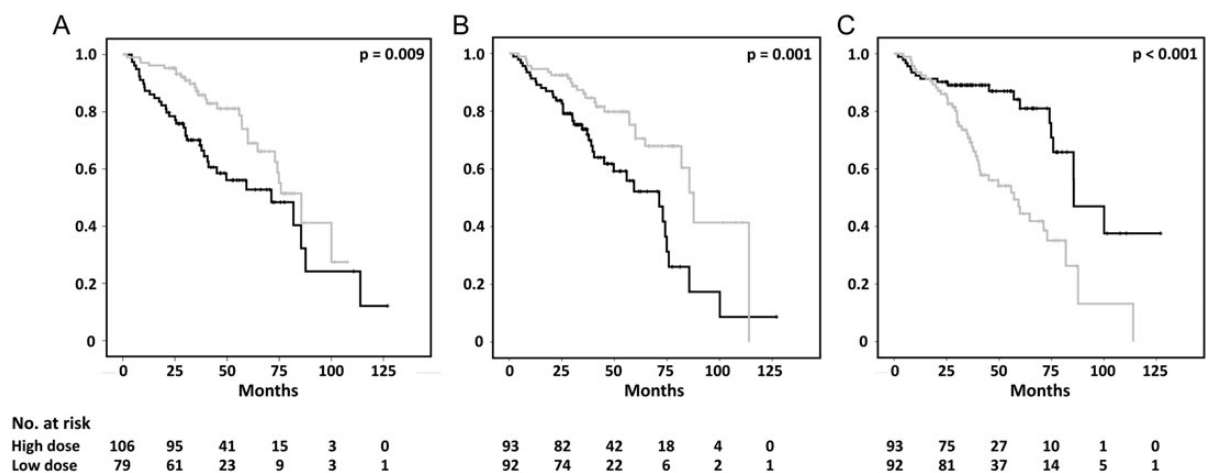 A
B
C
p = 0.009
p = 0.001
p < 0.001
1.0
0.8
0.6
0.4
0.2
0
0 25 50 75 100 125
Months
1.0
0.8
0.6
0.4
0.2
0
0 25 50 75 100 125
Months
1.0
0.8
0.6
0.4
0.2
0
0 25 50 75 100 125
Months
No. at risk
High dose 106 95 41 15 3 0 93 82 42 18 4 0 93 75 27 10 1 0
Low dose 79 61 23 9 3 1 92 74 22 6 2 1 92 81 37 14 5 1